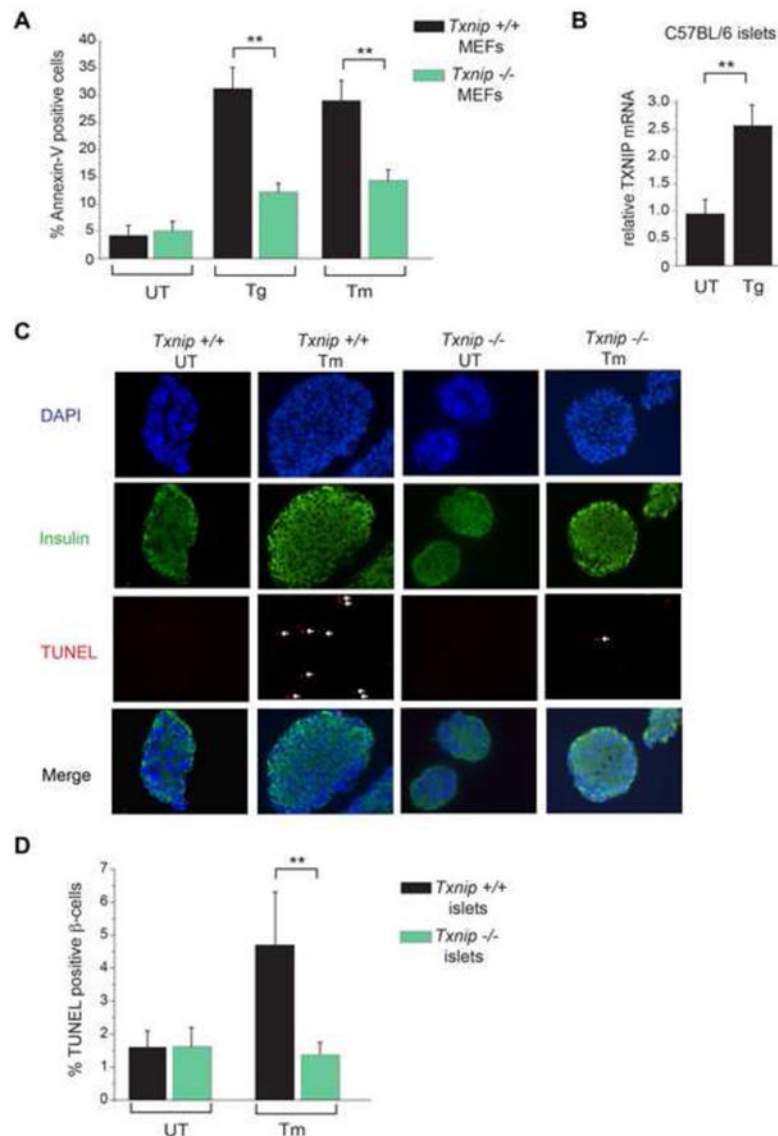 A
Txnip +/+
MEFs
Txnip -/-
MEFs
**
**
% Annexin-V positive cells
40
35
30
25
20
15
10
5
0
UT
Tg
Tm
B
C57BL/6 islets
**
relative TXNIP mRNA
3.0
2.5
2.0
1.5
1.0
0.5
0.0
UT
Tg
C
Txnip +/+
UT
Txnip +/+
Tm
Txnip -/-
UT
Txnip -/-
Tm
DAPI
Insulin
TUNEL
Merge
D
**
% TUNEL positive β-cells
7
6
5
4
3
2
1
0
UT
Tm
Txnip +/+
islets
Txnip -/-
islets